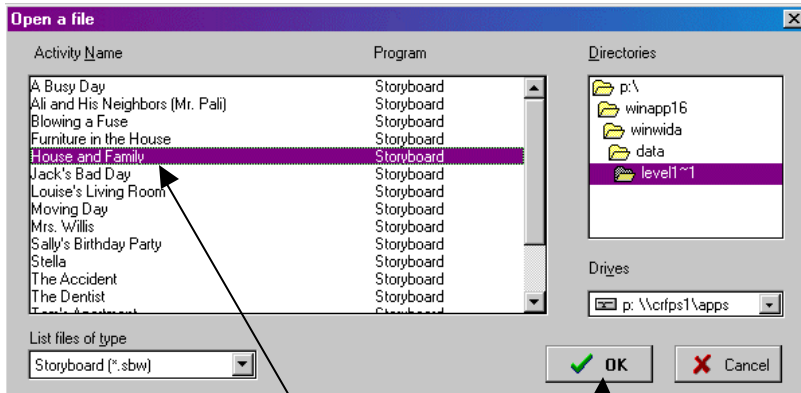 Open a file
Activity Name Program Directories
A Busy Day Storyboard
Ali and His Neighbors (Mr. Pali) Storyboard
Blowing a Fuse Storyboard
Furniture in the House Storyboard
House and Family Storyboard
Jack's Bad Day Storyboard
Louise's Living Room Storyboard
Moving Day Storyboard
Mrs. Willis Storyboard
Sally's Birthday Party Storyboard
Stella Storyboard
The Accident Storyboard
The Dentist Storyboard
p:\
winapp16
winwida
data
level1~1
Drives
p: \\crfps1\apps
List files of type
Storyboard (*.sbw)
OK Cancel